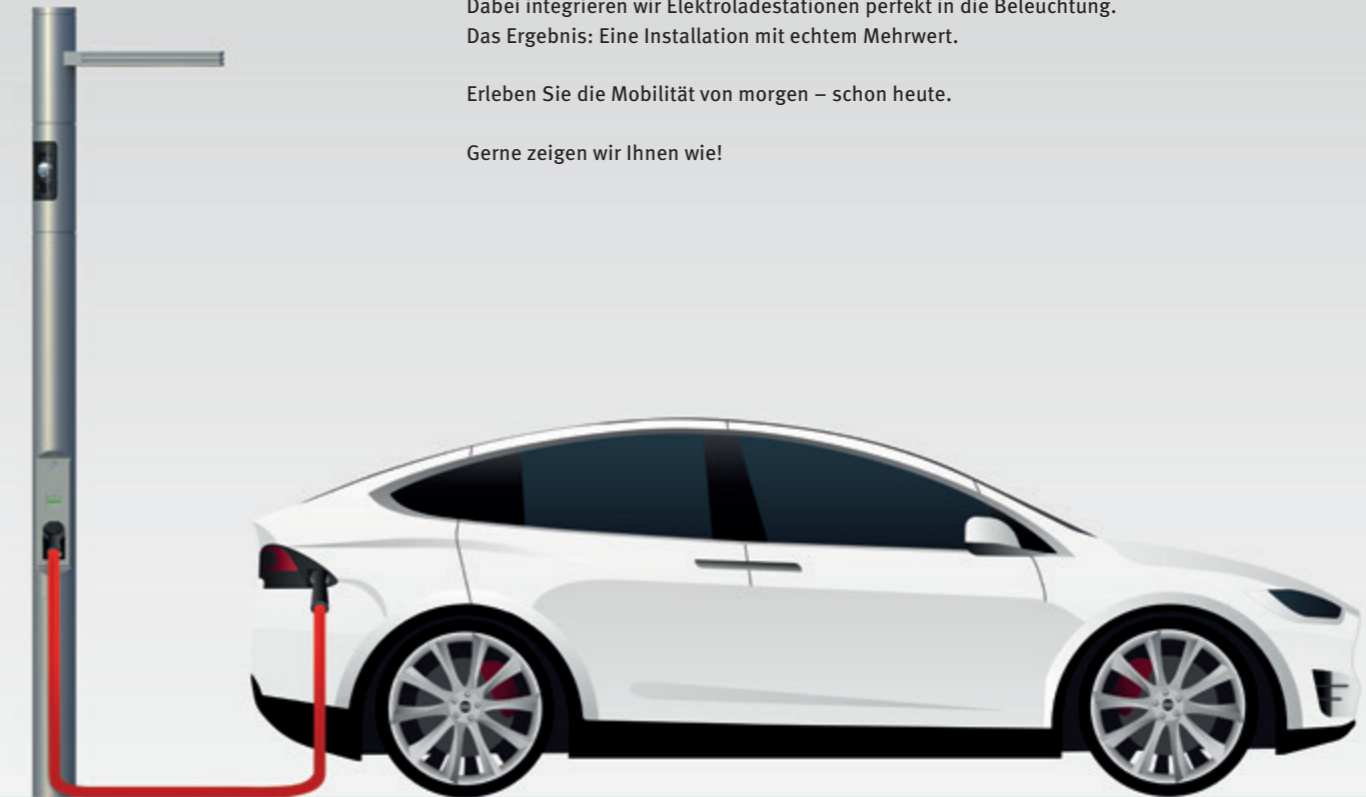 Dabei integrieren wir Elektroladestationen perfekt in die Beleuchtung.
Das Ergebnis: Eine Installation mit echtem Mehrwert.
Erleben Sie die Mobilität von morgen – schon heute.
Gerne zeigen wir Ihnen wie!